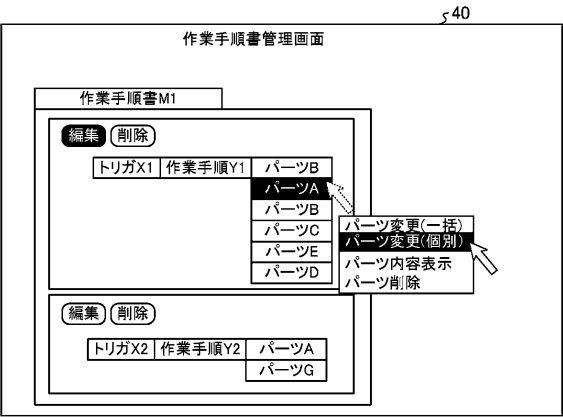 40
作業手順書管理画面
作業手順書M1
編集 削除
トリガX1 作業手順Y1 パーツB
パーツA
パーツB
パーツC
パーツE
パーツD
パーツ変更(一括)
パーツ変更(個別)
パーツ内容表示
パーツ削除
編集 削除
トリガX2 作業手順Y2 パーツA
パーツG